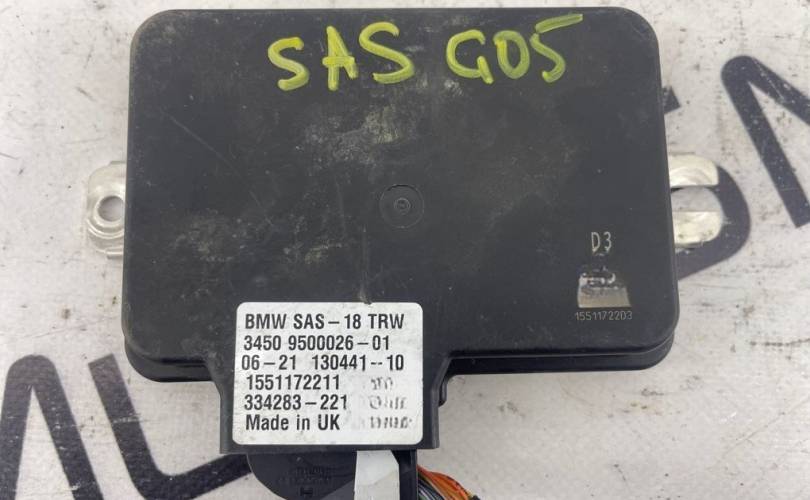 SAS G05
D3
1551172203
BMW SAS-18 TRW
3450 9500026-01
06-21 130441--10
1551172211
334283-221
Made in UK